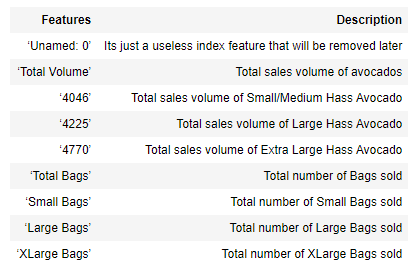 Features Description
‘Unamed: 0’ Its just a useless index feature that will be removed later
‘Total Volume’ Total sales volume of avocados
‘4046’ Total sales volume of Small/Medium Hass Avocado
‘4225’ Total sales volume of Large Hass Avocado
‘4770’ Total sales volume of Extra Large Hass Avocado
‘Total Bags’ Total number of Bags sold
‘Small Bags’ Total number of Small Bags sold
‘Large Bags’ Total number of Large Bags sold
‘XLarge Bags’ Total number of XLarge Bags sold